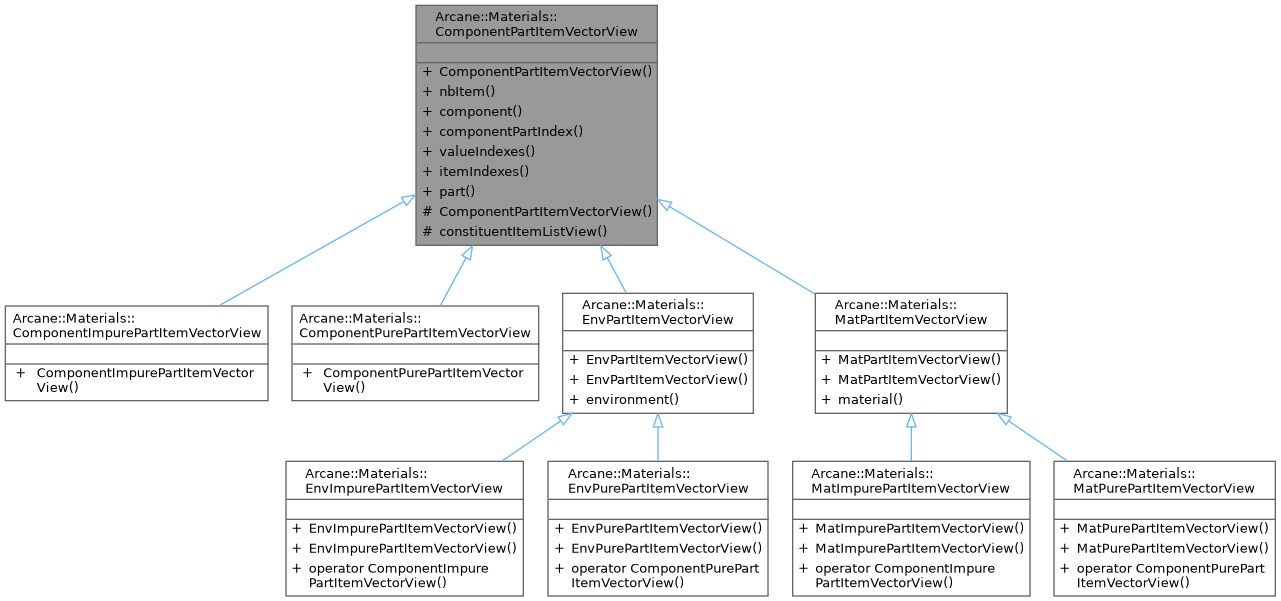 Arcane::Materials::
ComponentPartItemVectorView
+ ComponentPartItemVectorView()
+ nbItem()
+ component()
+ componentPartIndex()
+ valueIndexes()
+ itemIndexes()
+ part()
# ComponentPartItemVectorView()
# constituentItemListView()
Arcane::Materials::
ComponentImpurePartItemVectorView
+ ComponentImpurePartItemVector
View()
Arcane::Materials::
ComponentPurePartItemVectorView
+ ComponentPurePartItemVector
View()
Arcane::Materials::
EnvPartItemVectorView
+ EnvPartItemVectorView()
+ EnvPartItemVectorView()
+ environment()
Arcane::Materials::
MatPartItemVectorView
+ MatPartItemVectorView()
+ MatPartItemVectorView()
+ material()
Arcane::Materials::
EnvImpurePartItemVectorView
+ EnvImpurePartItemVectorView()
+ EnvImpurePartItemVectorView()
+ operator ComponentImpure
PartItemVectorView()
Arcane::Materials::
EnvPurePartItemVectorView
+ EnvPurePartItemVectorView()
+ EnvPurePartItemVectorView()
+ operator ComponentPurePart
ItemVectorView()
Arcane::Materials::
MatImpurePartItemVectorView
+ MatImpurePartItemVectorView()
+ MatImpurePartItemVectorView()
+ operator ComponentImpure
PartItemVectorView()
Arcane::Materials::
MatPurePartItemVectorView
+ MatPurePartItemVectorView()
+ MatPurePartItemVectorView()
+ operator ComponentPurePart
ItemVectorView()